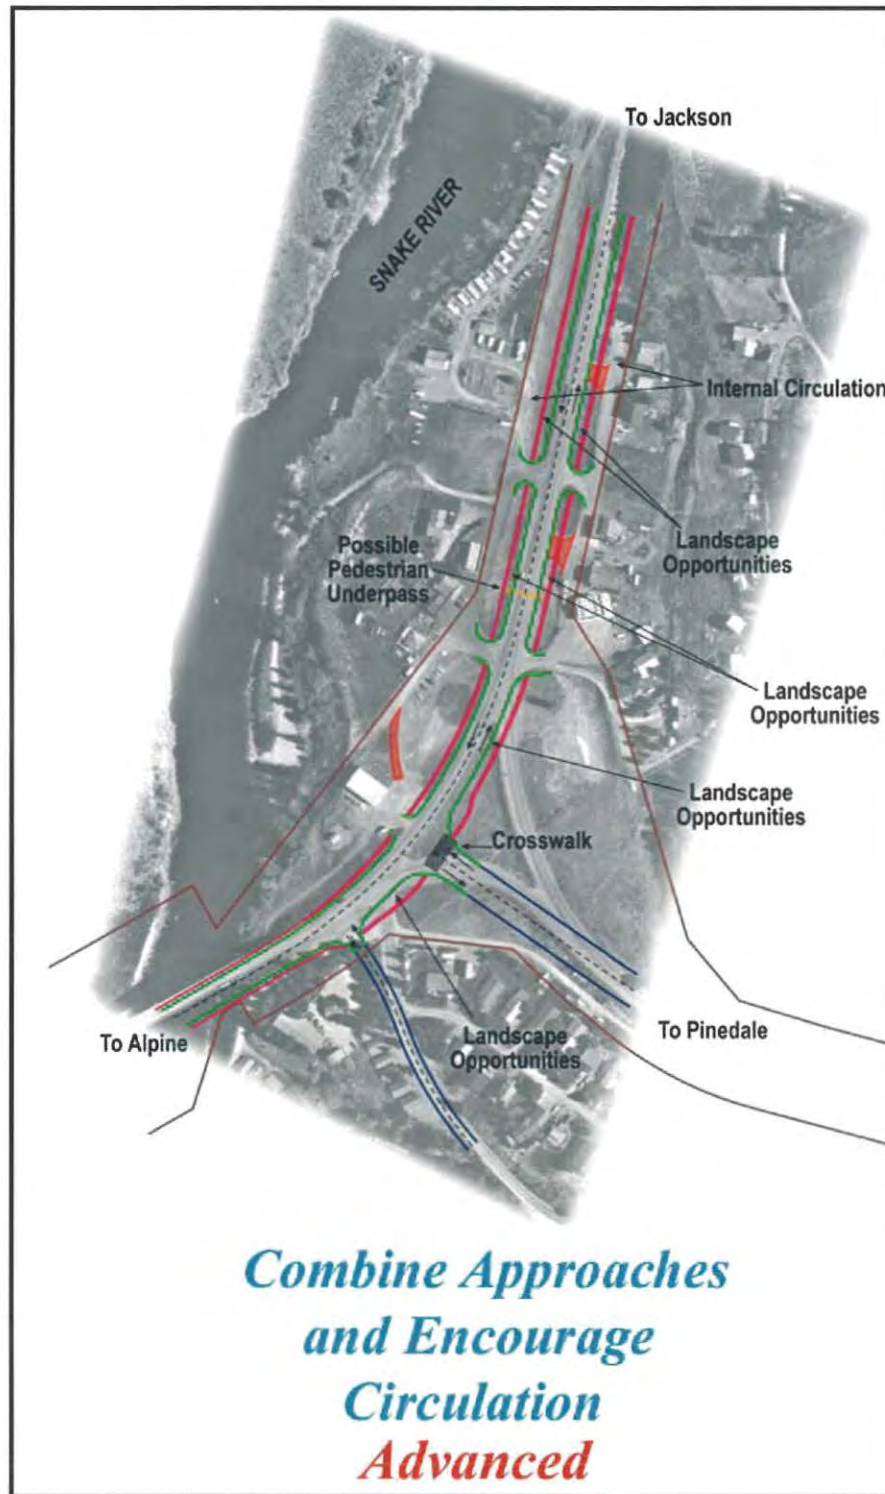 To Jackson
SNAKE RIVER
Internal Circulation
Landscape
Opportunities
Possible
Pedestrian
Underpass
Landscape
Opportunities
Landscape
Opportunities
Crosswalk
To Alpine
Landscape
Opportunities
To Pinedale
Combine Approaches
and Encourage
Circulation
Advanced